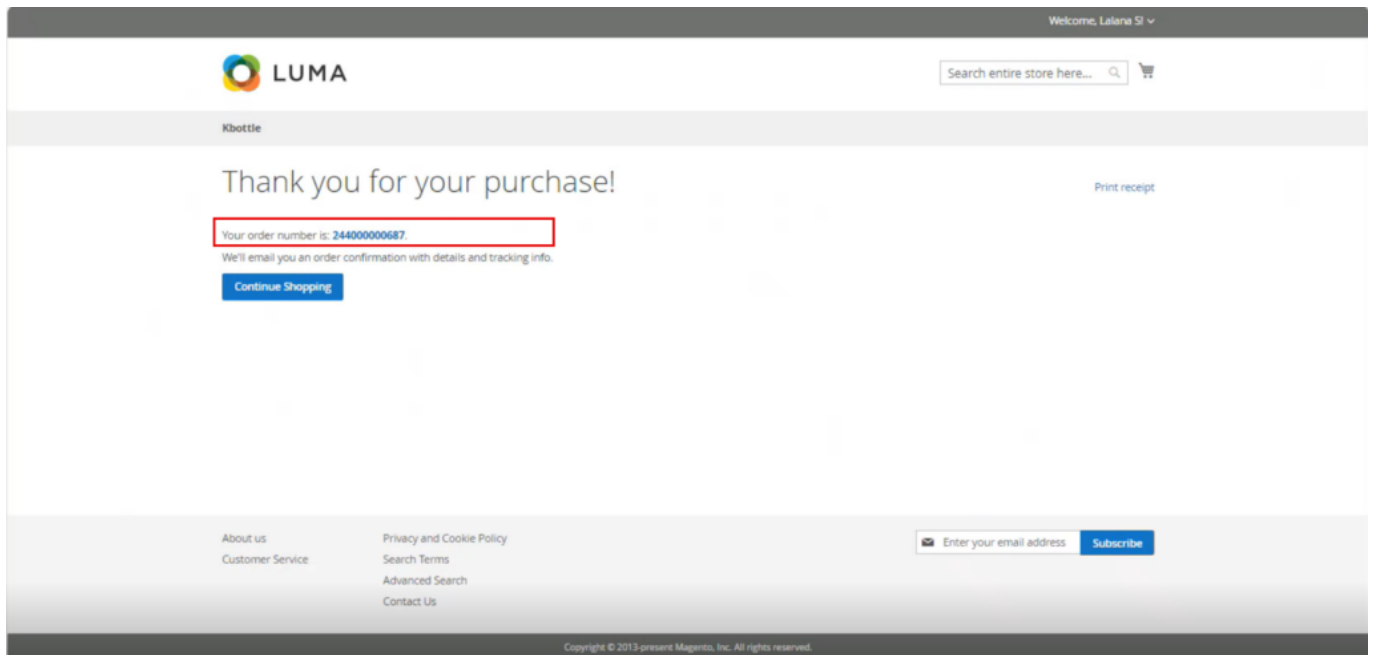 Welcome, Lalana S!
LUMA
Search entire store here...
Kbottle
Thank you for your purchase!
Print receipt
Your order number is: 244000000687.
We'll email you an order confirmation with details and tracking info.
Continue Shopping
About us
Privacy and Cookie Policy
Enter your email address
Subscribe
Customer Service
Search Terms
Advanced Search
Contact Us
Copyright © 2013-present Magento, Inc. All rights reserved.